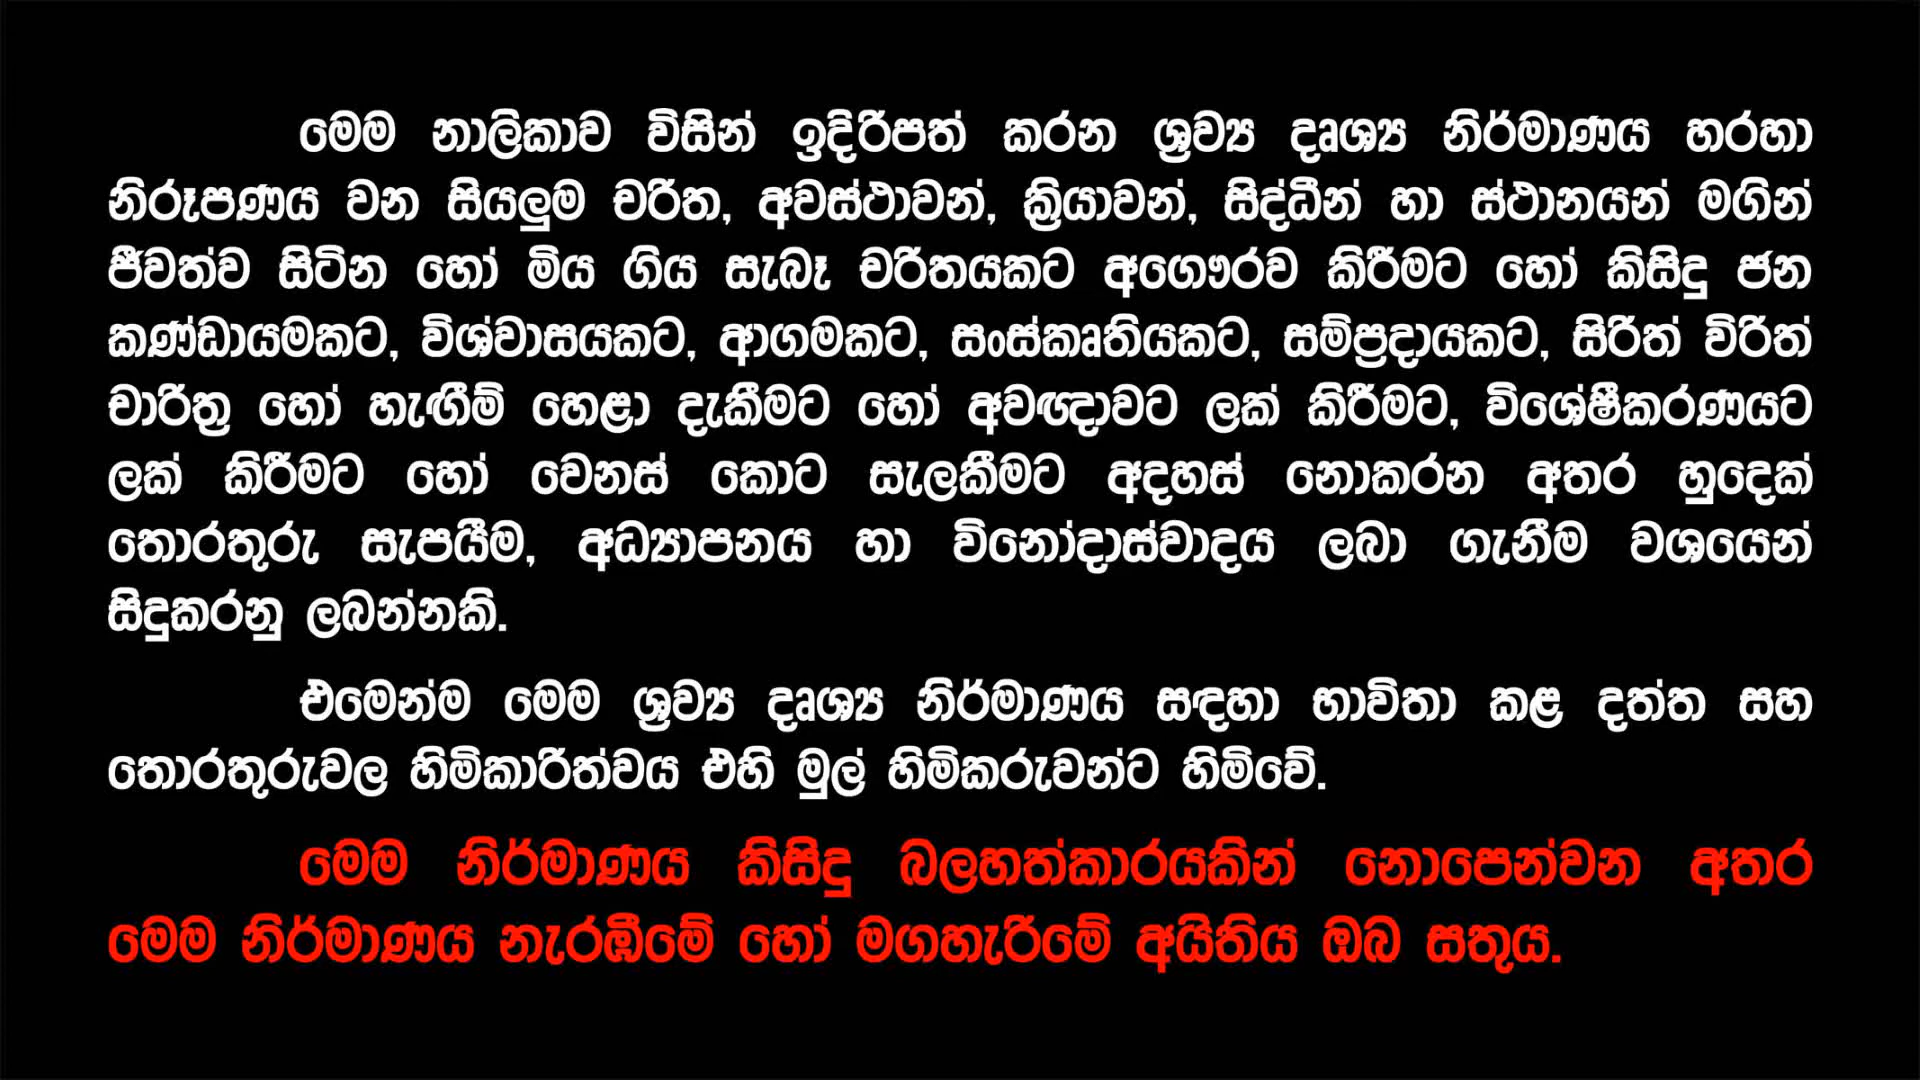 මෙම නාලිකාව විසින් ඉදිරිපත් කරන ශ්‍රව්‍ය දෘශ්‍ය නිර්මාණය හරහා
නිරූපණය වන සියලුම චරිත, අවස්ථාවන්, ක්‍රියාවන්, සිද්ධීන් හා ස්ථානයන් මගින්
ජීවත්ව සිටින හෝ මිය ගිය සැබෑ චරිතයකට අගෞරව කිරීමට හෝ කිසිදු ජන
කණ්ඩායමකට, විශ්වාසයකට, ආගමකට, සංස්කෘතියකට, සම්ප්‍රදායකට, සිරිත් විරිත්
චාරිත්‍ර හෝ හැඟීම් හෙළා දැකීමට හෝ අවඥාවට ලක් කිරීමට, විශේෂීකරණයට
ලක් කිරීමට හෝ වෙනස් කොට සැලකීමට අදහස් නොකරන අතර හුදෙක්
තොරතුරු සැපයීම, අධ්‍යාපනය හා විනෝදාස්වාදය ලබා ගැනීම වශයෙන්
සිදුකරනු ලබන්නකි.
එමෙන්ම මෙම ශ්‍රව්‍ය දෘශ්‍ය නිර්මාණය සඳහා භාවිතා කළ දත්ත සහ
තොරතුරුවල හිමිකාරිත්වය එහි මුල් හිමිකරුවන්ට හිමිවේ.
මෙම නිර්මාණය කිසිදු බලහත්කාරයකින් නොපෙන්වන අතර
මෙම නිර්මාණය නැරඹීමේ හෝ මගහැරීමේ අයිතිය ඔබ සතුය.